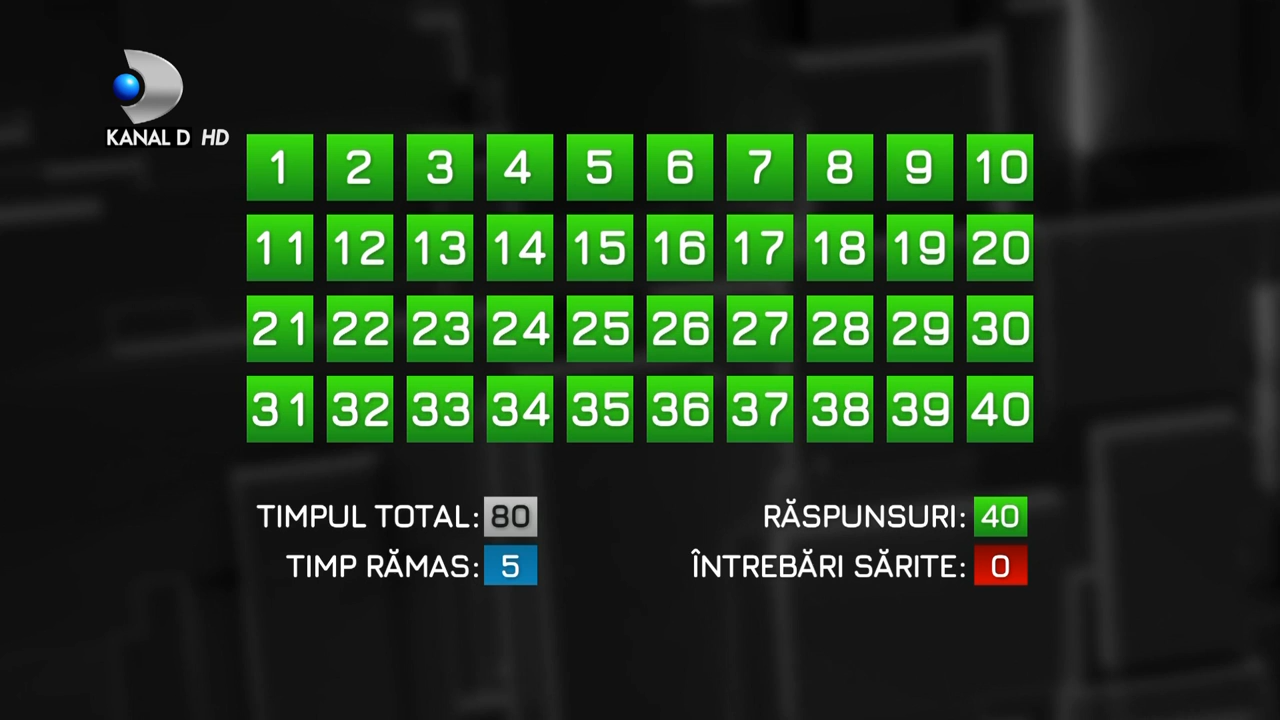 KANAL D HD
1 2 3 4 5 6 7 8 9 10
11 12 13 14 15 16 17 18 19 20
21 22 23 24 25 26 27 28 29 30
31 32 33 34 35 36 37 38 39 40
TIMPUL TOTAL: 80
TIMP RĂMAS: 5
RĂSPUNSURI: 40
ÎNTREBĂRI SĂRITE: 0